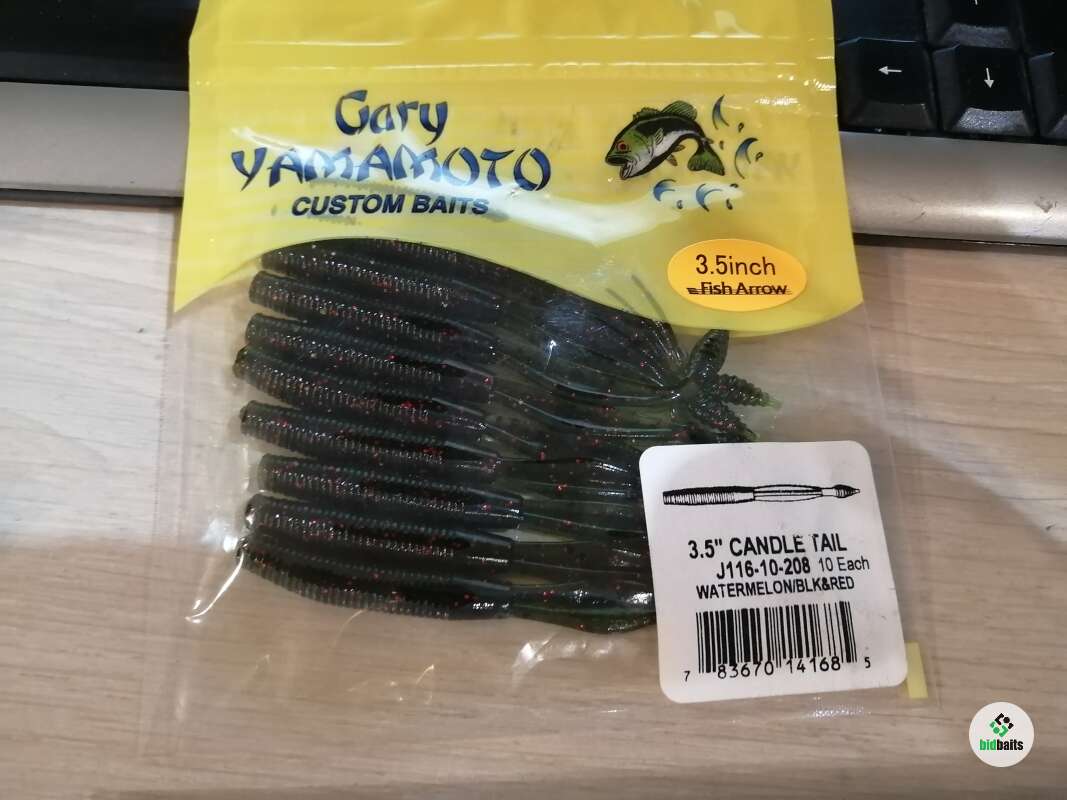 Gary
YAMAMOTO
CUSTOM BAITS
3.5inch
Fish Arrow
3.5" CANDLE TAIL
J116-10-208 10 Each
WATERMELON/BLK&RED
7 83670 14168 5
bidbaits